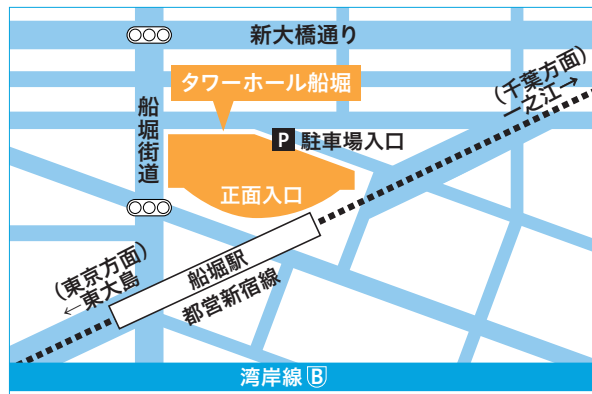 新大橋通り
タワーホール船堀
(千葉方面)
一之江→
船堀街道
P 駐車場入口
正面入口
船堀駅
都営新宿線
(東京方面)
←東大島
湾岸線 B